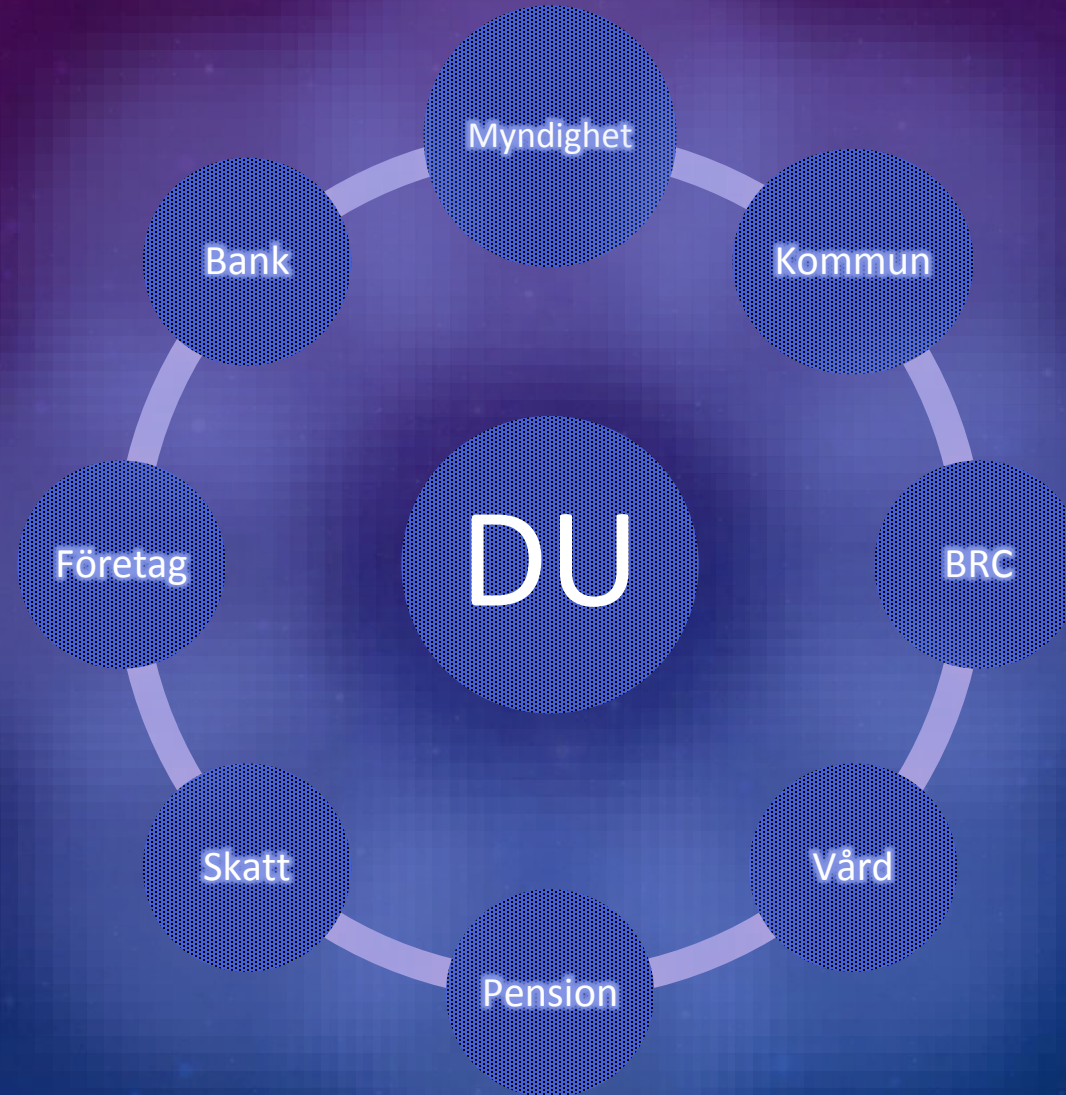 Myndighet
Bank
Kommun
Företag
DU
BRC
Skatt
Vård
Pension